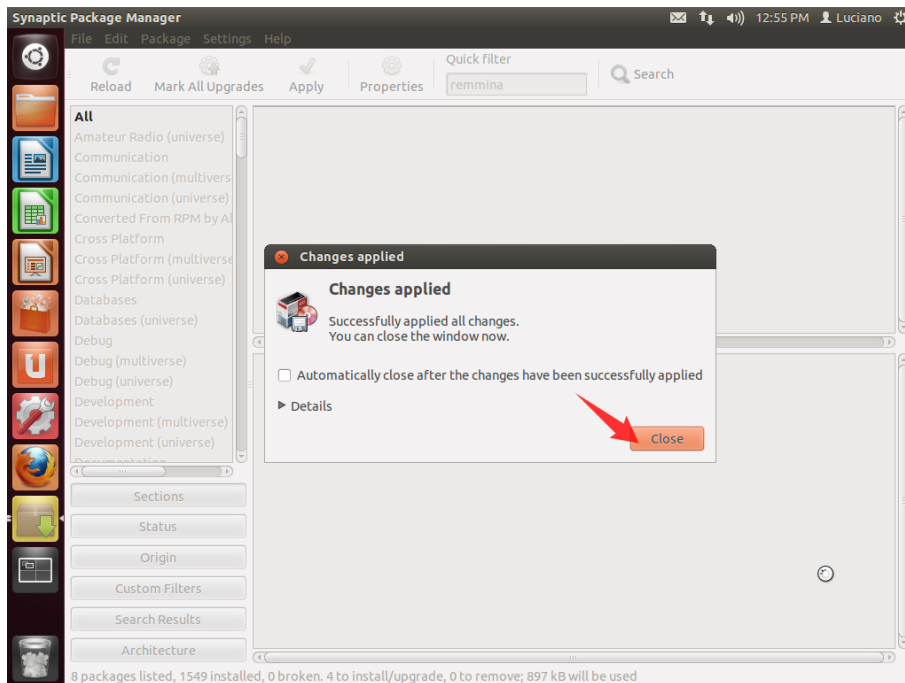 Synaptic Package Manager
12:55 PM Luciano
File Edit Package Settings Help
Reload Mark All Upgrades Apply Properties
Quick filter
remmina
Search
All
Amateur Radio (universe)
Communication
Communication (multivers
Communication (universe)
Converted From RPM by Al
Cross Platform
Cross Platform (multiverse
Cross Platform (universe)
Databases
Databases (universe)
Debug
Debug (multiverse)
Debug (universe)
Development
Development (multiverse)
Development (universe)
Documentation
Sections
Status
Origin
Custom Filters
Search Results
Architecture
Changes applied
Changes applied
Successfully applied all changes.
You can close the window now.
Automatically close after the changes have been successfully applied
Details
Close
8 packages listed, 1549 installed, 0 broken. 4 to install/upgrade, 0 to remove; 897 kB will be used